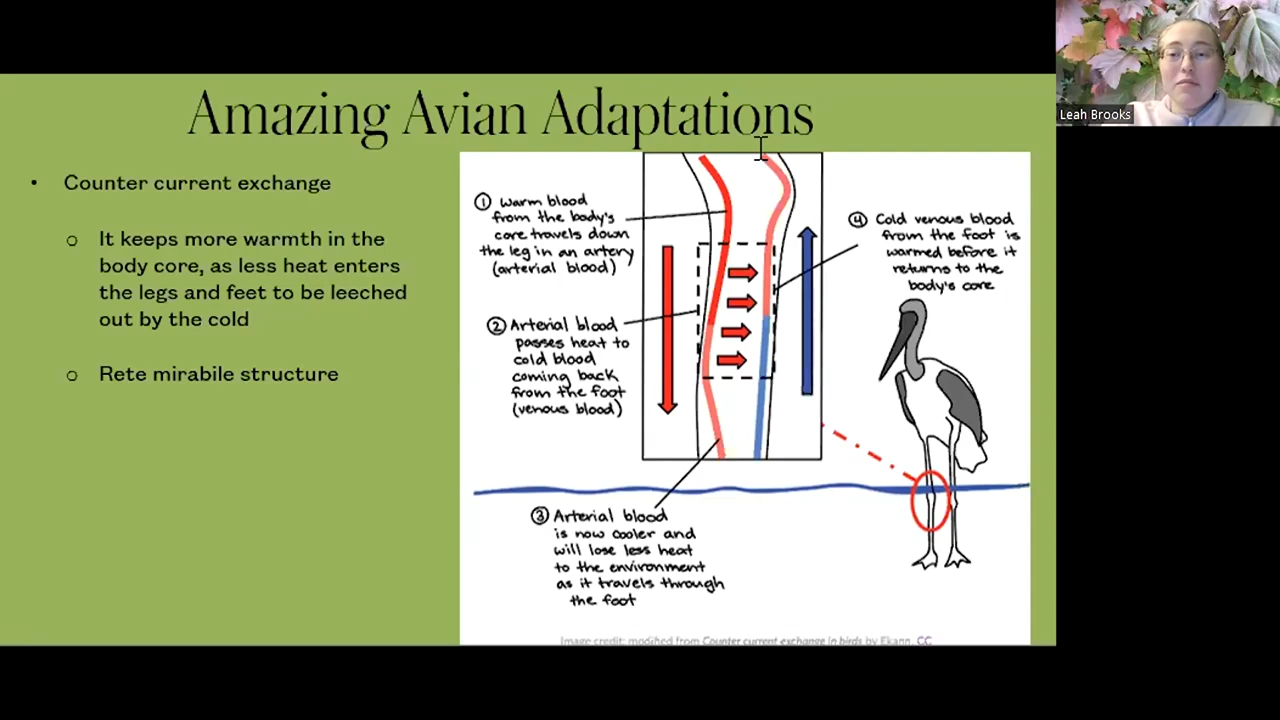 Amazing Avian Adaptations
Leah Brooks
• Counter current exchange
o It keeps more warmth in the
body core, as less heat enters
the legs and feet to be leeched
out by the cold
o Rete mirabile structure
① Warm blood
from the body's
core travels down
the leg in an artery
(arterial blood)
② Arterial blood
passes heat to
cold blood
coming back
from the foot
(venous blood)
③ Arterial blood
is now cooler and
will lose less heat
to the environment
as it travels through
the foot
④ Cold venous blood
from the foot is
warmed before it
returns to the
body's core
Image credit: modified from Counter current exchange in birds by Ekann, CC